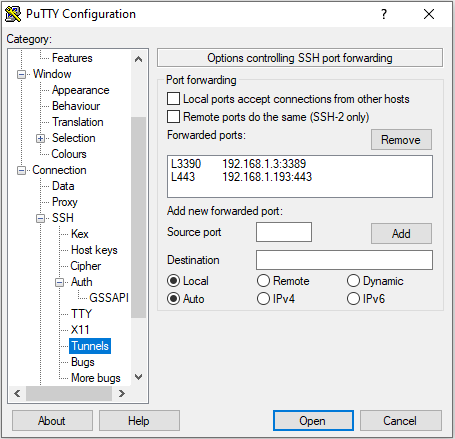 PuTTY Configuration
Category:
Features
Window
Appearance
Behaviour
Translation
Selection
Colours
Connection
Data
Proxy
SSH
Kex
Host keys
Cipher
Auth
GSSAPI
TTY
X11
Tunnels
Bugs
More bugs
Options controlling SSH port forwarding
Port forwarding
Local ports accept connections from other hosts
Remote ports do the same (SSH-2 only)
Forwarded ports:
Remove
L3390 192.168.1.3:3389
L443 192.168.1.193:443
Add new forwarded port:
Source port
Add
Destination
Local Remote Dynamic
Auto IPv4 IPv6
About Help Open Cancel